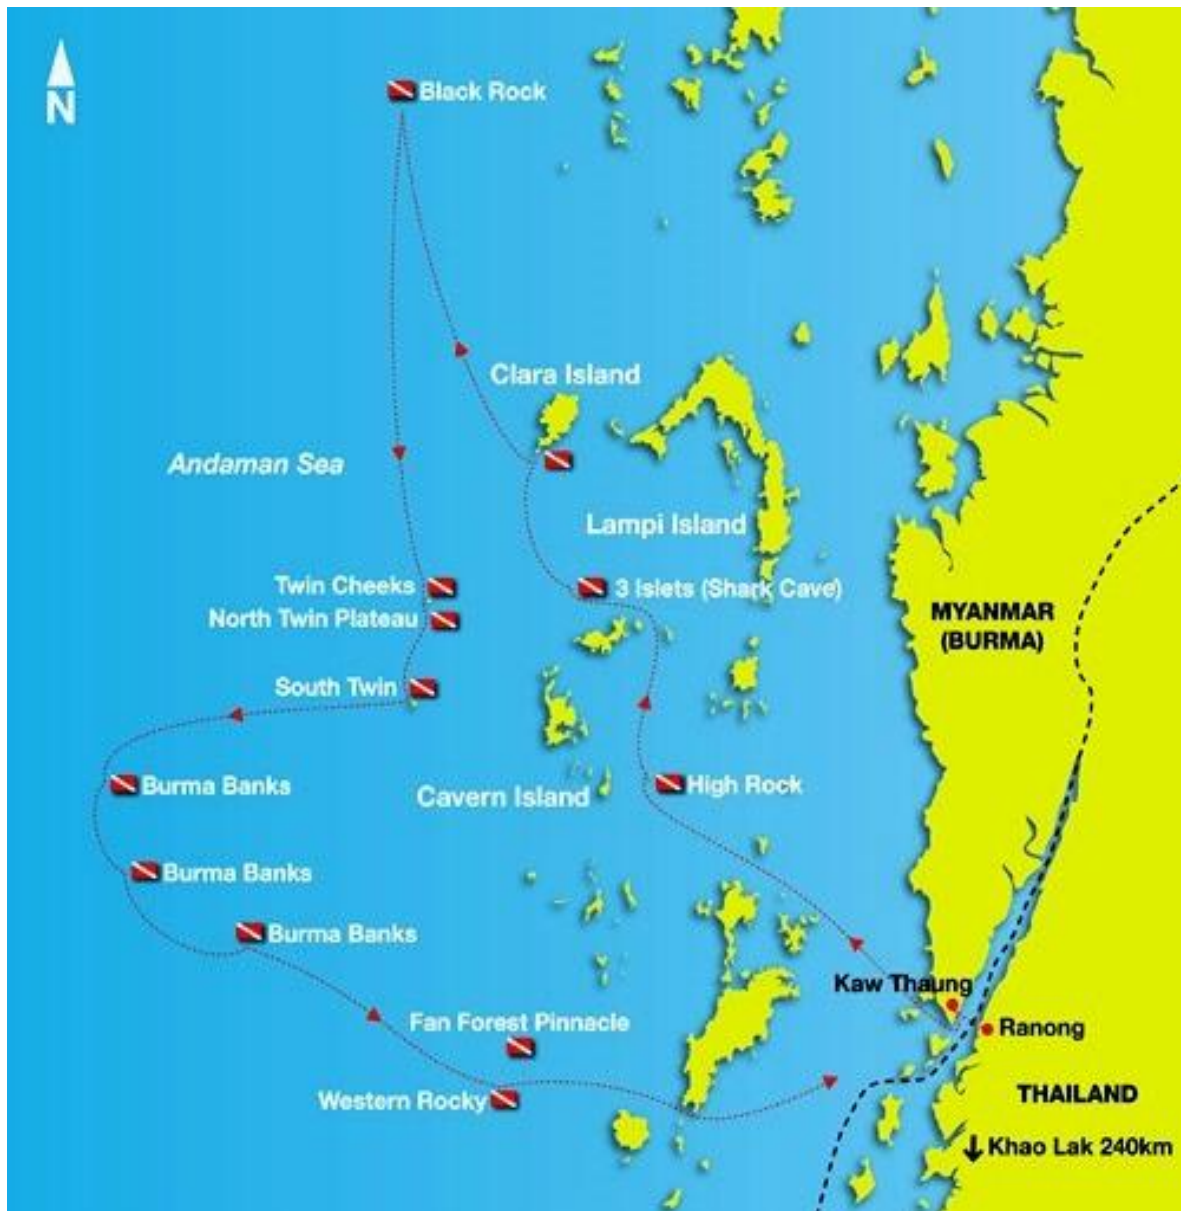 Black Rock
N
Clara Island
Andaman Sea
Lampi Island
Twin Cheeks
3 Islets (Shark Cave)
North Twin Plateau
MYANMAR
(BURMA)
South Twin
Burma Banks
High Rock
Cavern Island
Burma Banks
Burma Banks
Kaw Thaung
Fan Forest Pinnacle
Ranong
Western Rocky
THAILAND
Khao Lak 240km